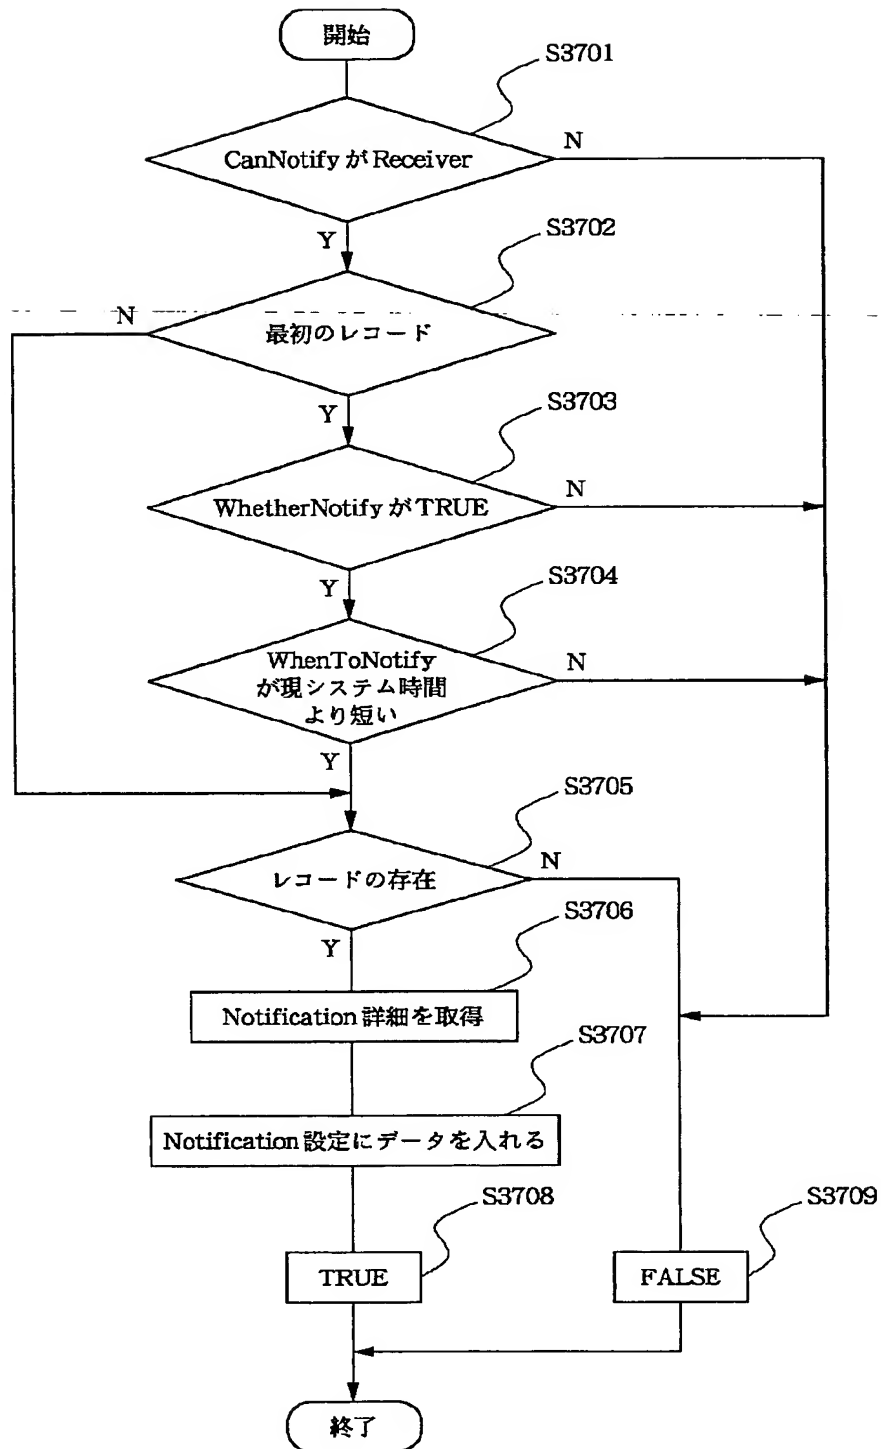 開始
S3701
CanNotify が Receiver
N
Y
S3702
N
最初のレコード
Y
S3703
WhetherNotify が TRUE
N
Y
S3704
WhenToNotify
が現システム時間
より短い
N
Y
S3705
レコードの存在
N
Y
S3706
Notification 詳細を取得
S3707
Notification 設定にデータを入れる
S3708
TRUE
S3709
FALSE
終了